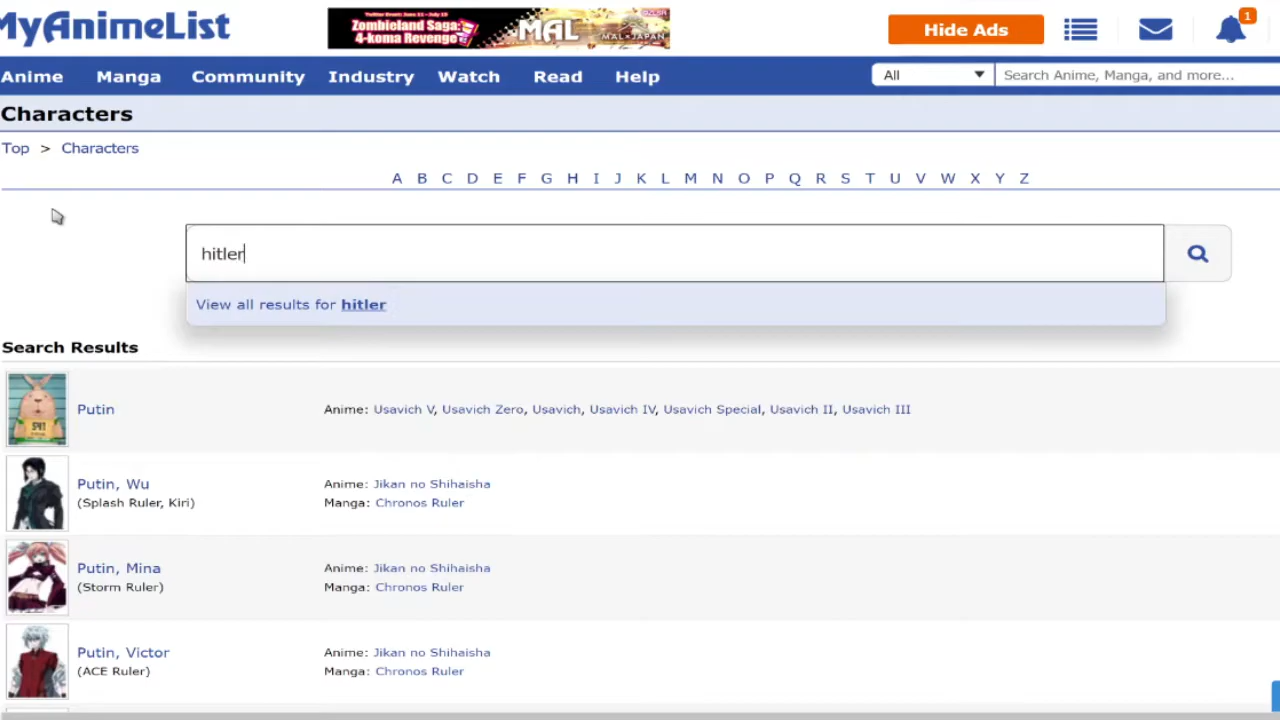 MyAnimeList
Zombieland Saga:
4-koma Revenge!
MAL
MAL×JAPAN
Hide Ads
1
Anime Manga Community Industry Watch Read Help
All
Search Anime, Manga, and more...
Characters
Top > Characters
A B C D E F G H I J K L M N O P Q R S T U V W X Y Z
hitler
View all results for hitler
Search Results
541
Putin
Anime: Usavich V, Usavich Zero, Usavich, Usavich IV, Usavich Special, Usavich II, Usavich III
Putin, Wu
(Splash Ruler, Kiri)
Anime: Jikan no Shihaisha
Manga: Chronos Ruler
Putin, Mina
(Storm Ruler)
Anime: Jikan no Shihaisha
Manga: Chronos Ruler
Putin, Victor
(ACE Ruler)
Anime: Jikan no Shihaisha
Manga: Chronos Ruler